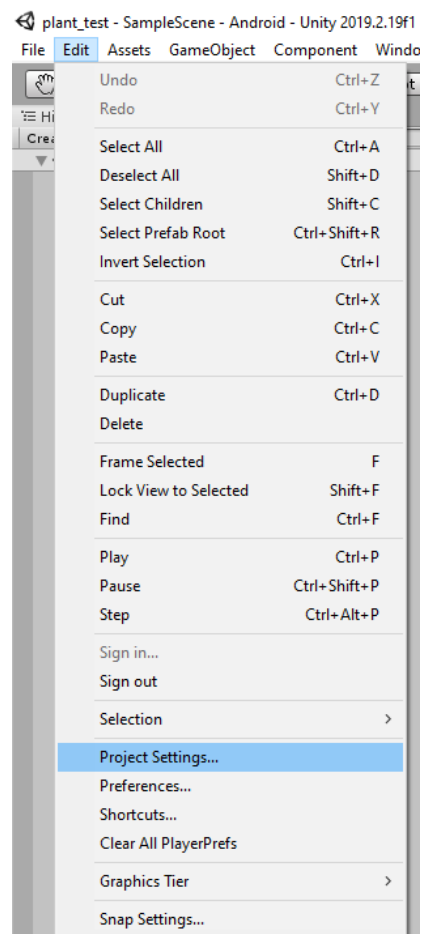 plant_test - SampleScene - Android - Unity 2019.2.19f1
File Edit Assets GameObject Component Windo
Undo Ctrl+Z
Redo Ctrl+Y
Hi
Crea
Select All Ctrl+A
Deselect All Shift+D
Select Children Shift+C
Select Prefab Root Ctrl+Shift+R
Invert Selection Ctrl+I
Cut Ctrl+X
Copy Ctrl+C
Paste Ctrl+V
Duplicate Ctrl+D
Delete
Frame Selected F
Lock View to Selected Shift+F
Find Ctrl+F
Play Ctrl+P
Pause Ctrl+Shift+P
Step Ctrl+Alt+P
Sign in...
Sign out
Selection >
Project Settings...
Preferences...
Shortcuts...
Clear All PlayerPrefs
Graphics Tier >
Snap Settings...